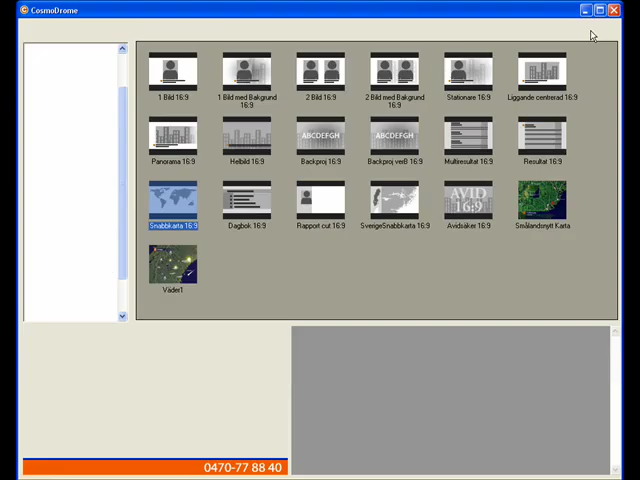 CosmoDrome
1 Bild 16:9
1 Bild med Bakgrund 16:9
2 Bild 16:9
2 Bild med Bakgrund 16:9
Stationare 16:9
Liggande centrerad 16:9
ABCDEFGH
ABCDEFGH
Panorama 16:9
Helbild 16:9
Backproj 16:9
Backproj verB 16:9
Multiresultat 16:9
Resultat 16:9
AVID
16:9
Snabbkarta 16:9
Dagbok 16:9
Rapport cut 16:9
SverigeSnabbkarta 16:9
Avidsäker 16:9
Smålandsnytt Karta
Väder1
0470-77 88 40